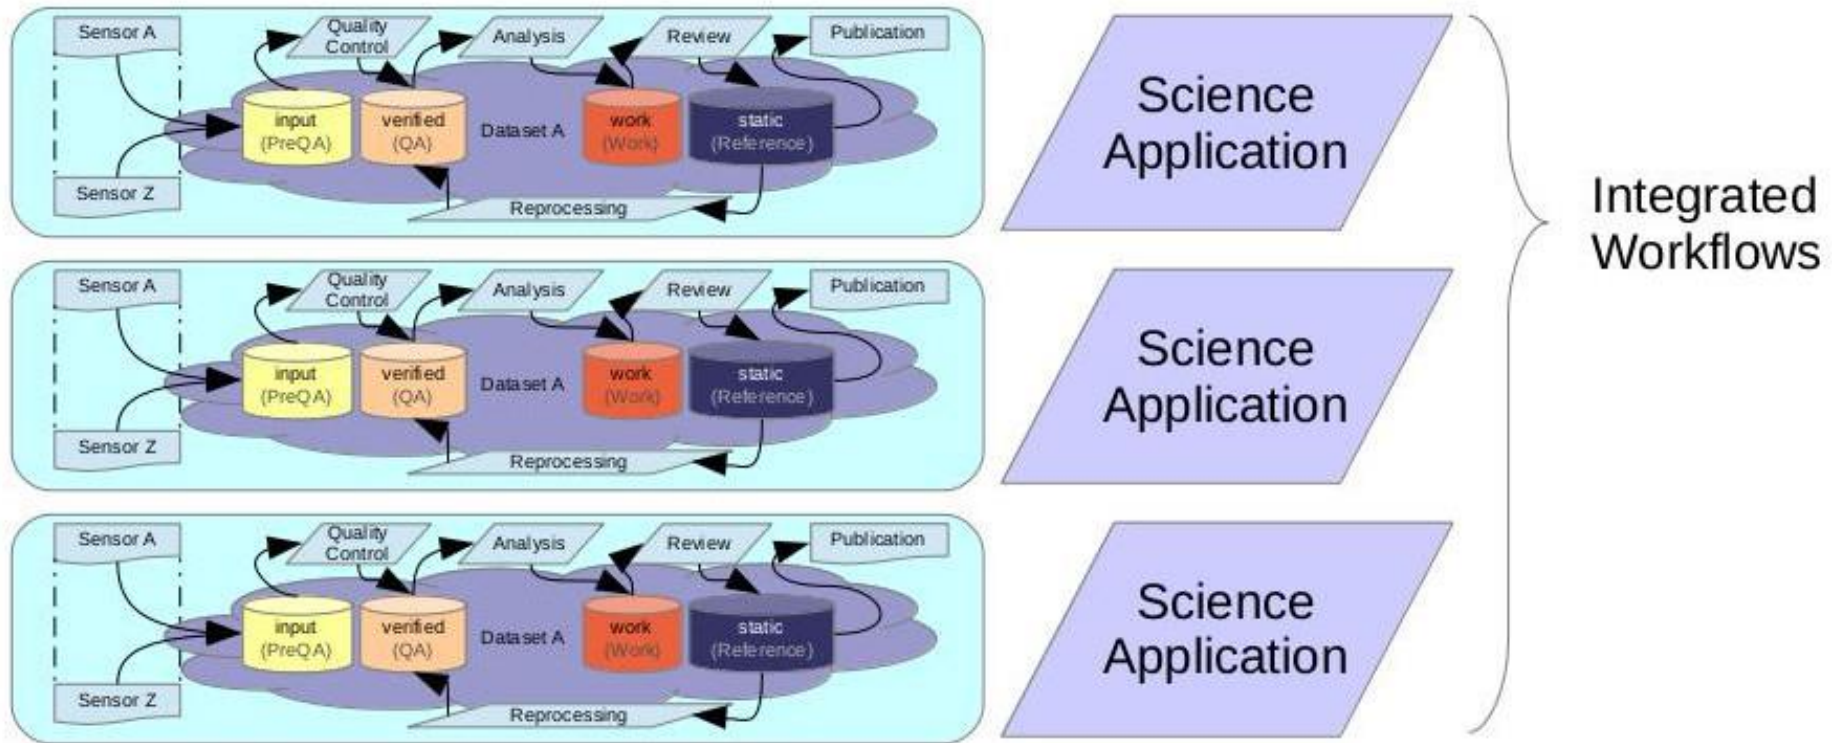 Sensor A
Quality
Control
Analysis
Review
Publication
input
(PreQA)
verified
(QA)
Dataset A
work
(Work)
static
(Reference)
Sensor Z
Reprocessing
Science
Application
Sensor A
Quality
Control
Analysis
Review
Publication
input
(PreQA)
verified
(QA)
Dataset A
work
(Work)
static
(Reference)
Sensor Z
Reprocessing
Science
Application
Sensor A
Quality
Control
Analysis
Review
Publication
input
(PreQA)
verified
(QA)
Dataset A
work
(Work)
static
(Reference)
Sensor Z
Reprocessing
Science
Application
Integrated
Workflows